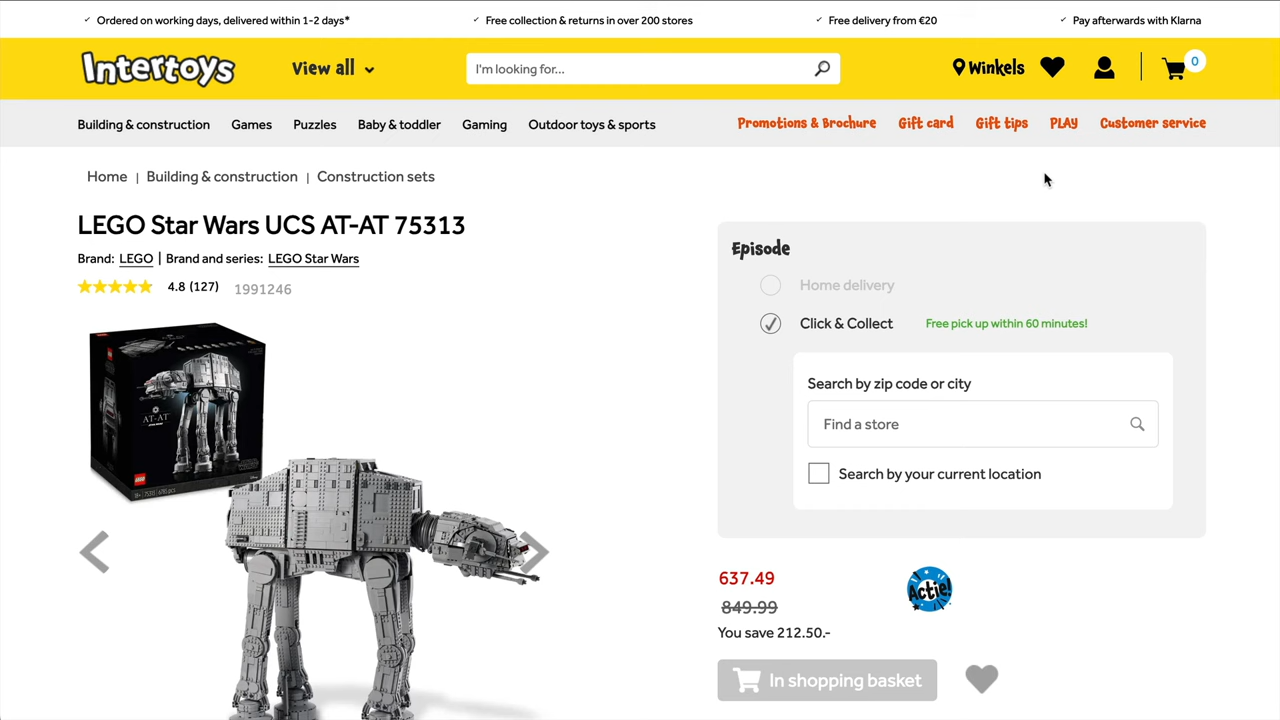 Ordered on working days, delivered within 1-2 days*
Free collection & returns in over 200 stores
Free delivery from €20
Pay afterwards with Klarna
Intertoys
View all
I'm looking for...
Winkels
0
Building & construction
Games
Puzzles
Baby & toddler
Gaming
Outdoor toys & sports
Promotions & Brochure
Gift card
Gift tips
PLAY
Customer service
Home | Building & construction | Construction sets
LEGO Star Wars UCS AT-AT 75313
Brand: LEGO | Brand and series: LEGO Star Wars
4.8 (127) 1991246
AT-AT
Episode
Home delivery
Click & Collect
Free pick up within 60 minutes!
Search by zip code or city
Find a store
Search by your current location
637.49
849.99
You save 212.50.-
Actie!
In shopping basket